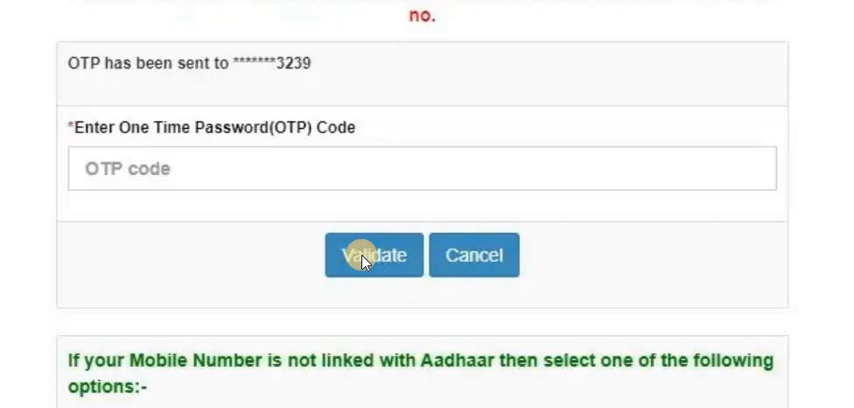 no.
OTP has been sent to *******3239
*Enter One Time Password(OTP) Code
OTP code
Validate Cancel
If your Mobile Number is not linked with Aadhaar then select one of the following
options:-